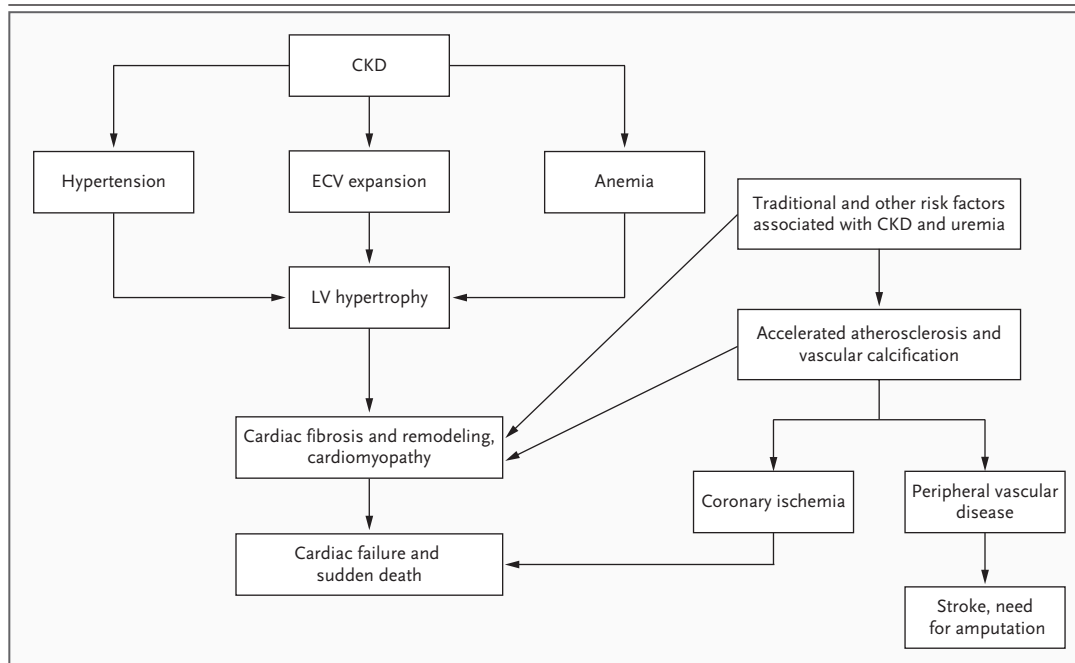 CKD
Hypertension
ECV expansion
Anemia
Traditional and other risk factors
associated with CKD and uremia
LV hypertrophy
Accelerated atherosclerosis and
vascular calcification
Cardiac fibrosis and remodeling,
cardiomyopathy
Coronary ischemia
Peripheral vascular
disease
Cardiac failure and
sudden death
Stroke, need
for amputation